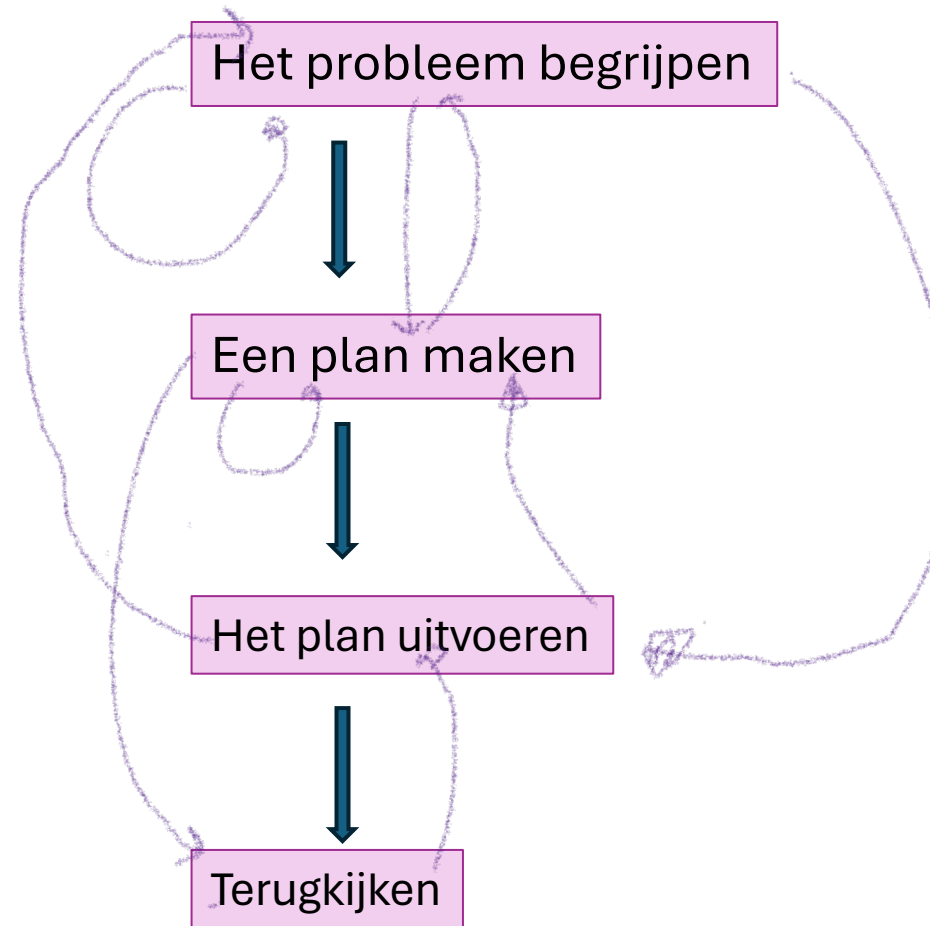 Het probleem begrijpen
Een plan maken
Het plan uitvoeren
Terugkijken